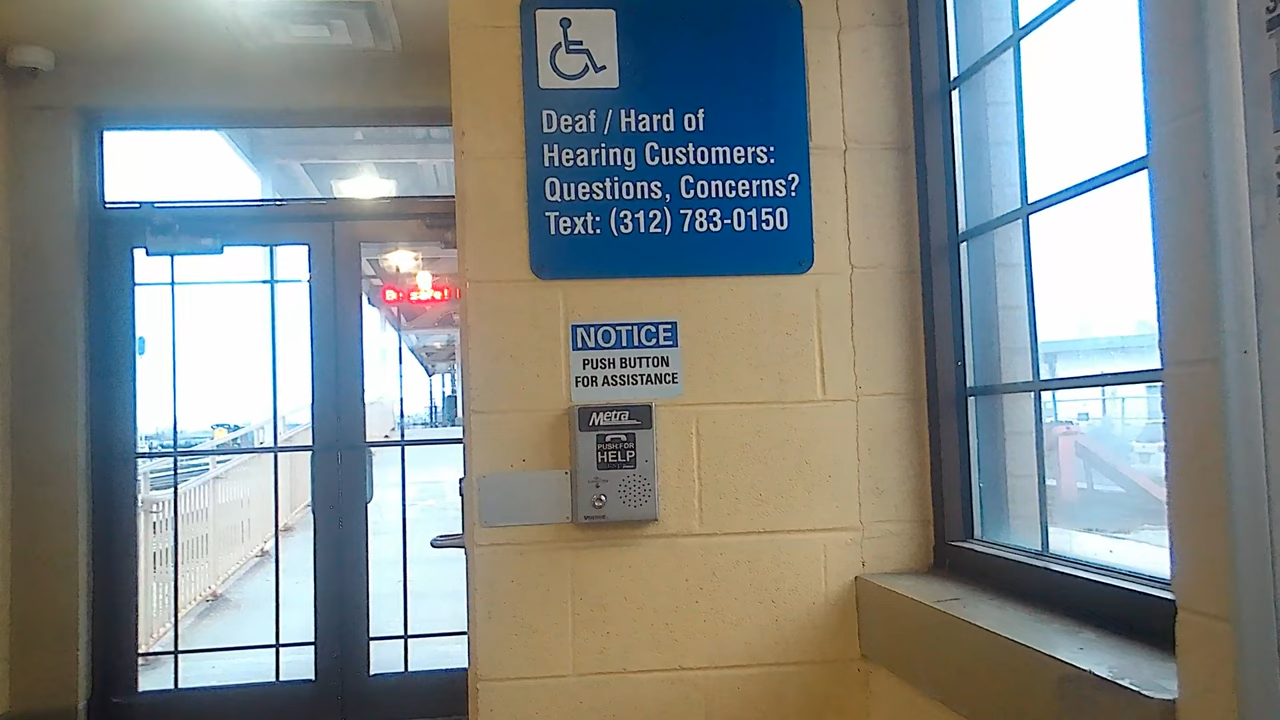 Deaf / Hard of
Hearing Customers:
Questions, Concerns?
Text: (312) 783-0150
NOTICE
PUSH BUTTON
FOR ASSISTANCE
Metra
PUSH FOR
HELP